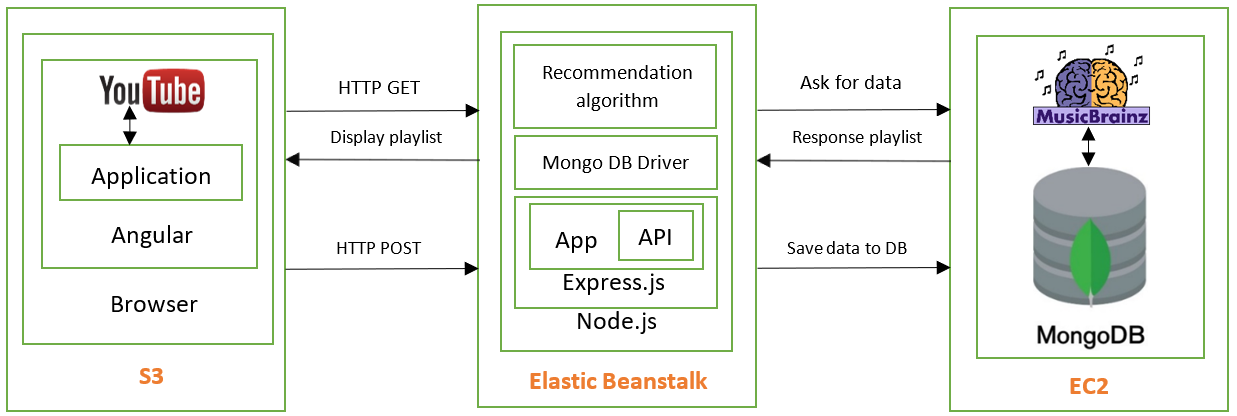 YouTube
Application
Angular
Browser
S3
HTTP GET
Display playlist
HTTP POST
Recommendation
algorithm
Mongo DB Driver
App
API
Express.js
Node.js
Elastic Beanstalk
Ask for data
Response playlist
Save data to DB
MusicBrainz
MongoDB
EC2